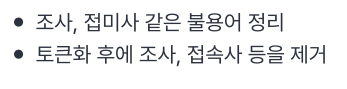 • 조사, 접미사 같은 불용어 정리
• 토큰화 후에 조사, 접속사 등을 제거